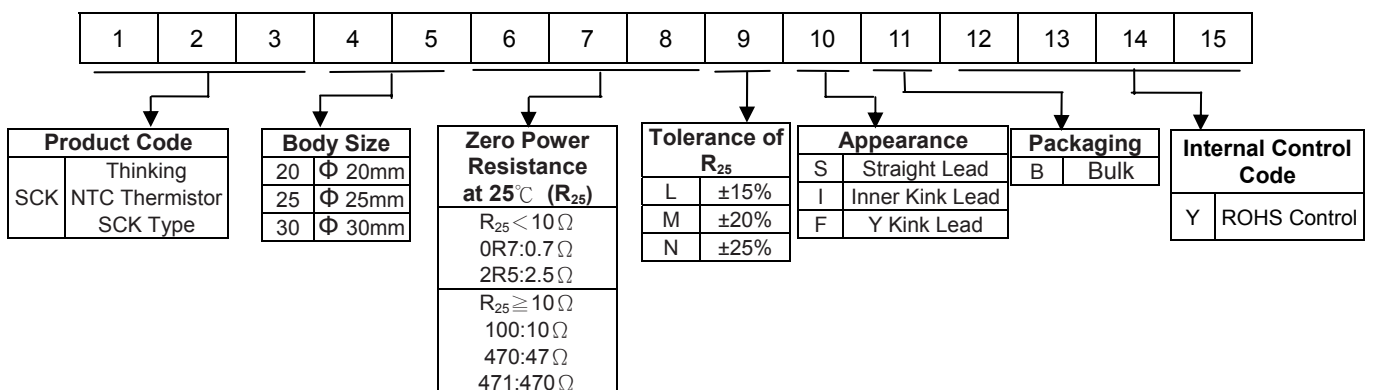 1 2 3 4 5 6 7 8 9 10 11 12 13 14 15
Product Code
SCK
Thinking
NTC Thermistor
SCK Type
Body Size
20 Φ 20mm
25 Φ 25mm
30 Φ 30mm
Zero Power
Resistance
at 25℃ (R₂₅)
R₂₅<10Ω
0R7:0.7Ω
2R5:2.5Ω
R₂₅≧10Ω
100:10Ω
470:47Ω
471:470Ω
Tolerance of
R₂₅
L ±15%
M ±20%
N ±25%
Appearance
S Straight Lead
I Inner Kink Lead
F Y Kink Lead
Packaging
B Bulk
Internal Control
Code
Y ROHS Control